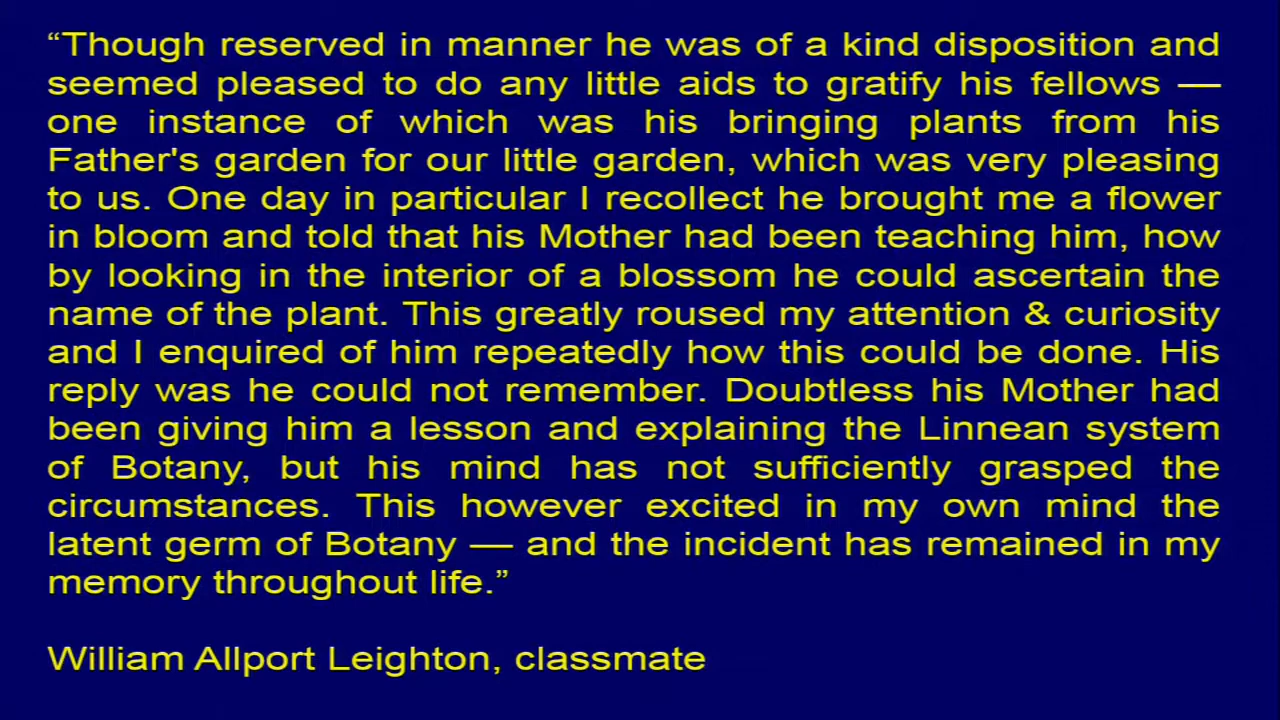 “Though reserved in manner he was of a kind disposition and
seemed pleased to do any little aids to gratify his fellows —
one instance of which was his bringing plants from his
Father's garden for our little garden, which was very pleasing
to us. One day in particular I recollect he brought me a flower
in bloom and told that his Mother had been teaching him, how
by looking in the interior of a blossom he could ascertain the
name of the plant. This greatly roused my attention & curiosity
and I enquired of him repeatedly how this could be done. His
reply was he could not remember. Doubtless his Mother had
been giving him a lesson and explaining the Linnean system
of Botany, but his mind has not sufficiently grasped the
circumstances. This however excited in my own mind the
latent germ of Botany — and the incident has remained in my
memory throughout life.”
William Allport Leighton, classmate